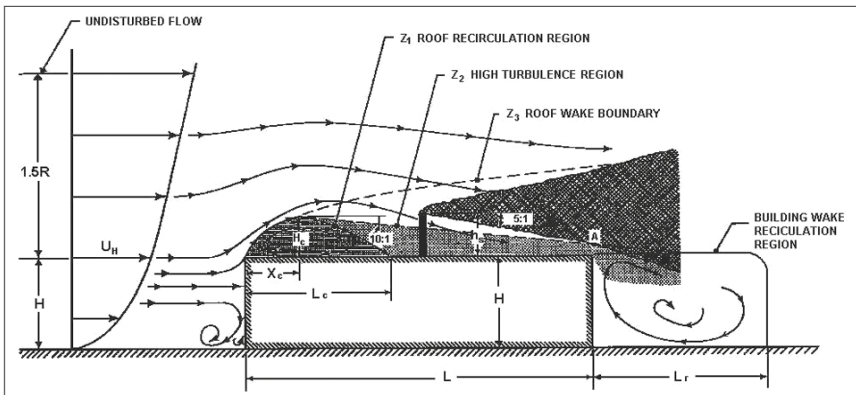 UNDISTURBED FLOW
Z1 ROOF RECIRCULATION REGION
Z2 HIGH TURBULENCE REGION
Z3 ROOF WAKE BOUNDARY
1.5R
5:1
BUILDING WAKE
RECICULATION
REGION
UH
Hc
10:1
A
Xc
H
Lc
H
L
Lr